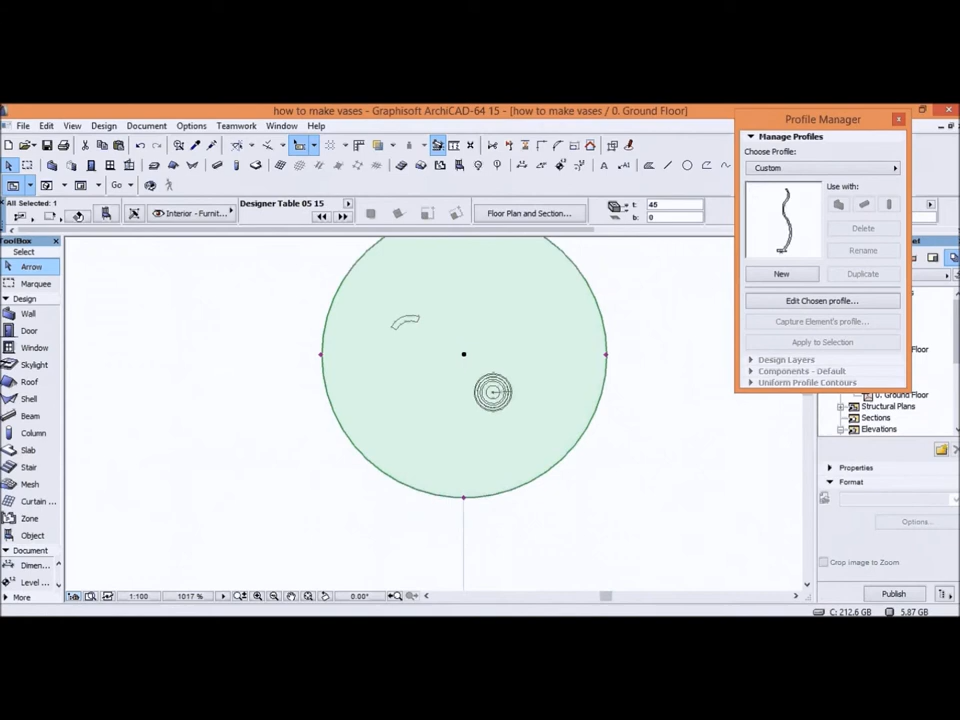 how to make vases - Graphisoft ArchiCAD-64 15 - [how to make vases / 0. Ground Floor]
File Edit View Design Document Options Teamwork Window Help
Go
All Selected: 1
Interior - Furnit...
Designer Table 05 15
Floor Plan and Section...
t: 45
b: 0
ToolBox
Select
Arrow
Marquee
Design
Wall
Door
Window
Skylight
Roof
Shell
Beam
Column
Slab
Stair
Mesh
Curtain ...
Zone
Object
Document
Dimen...
Level ...
More
1:100
1017 %
0.00°
Profile Manager
Manage Profiles
Choose Profile:
Custom
Use with:
Delete
Rename
New
Duplicate
Edit Chosen profile...
Capture Element's profile...
Apply to Selection
Design Layers
Components - Default
Uniform Profile Contours
0. Ground Floor
Structural Plans
Sections
Elevations
Properties
Format
Options...
Crop image to Zoom
Publish
C: 212.6 GB
5.87 GB